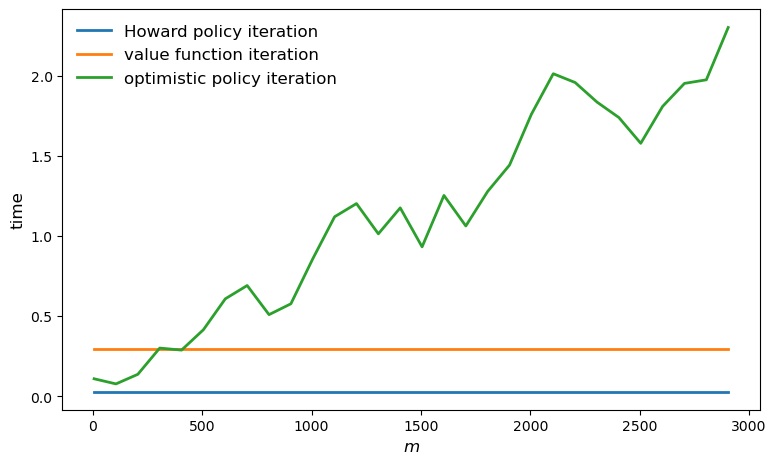 Howard policy iteration
value function iteration
optimistic policy iteration
2.0
1.5
1.0
0.5
0.0
time
0 500 1000 1500 2000 2500 3000
m